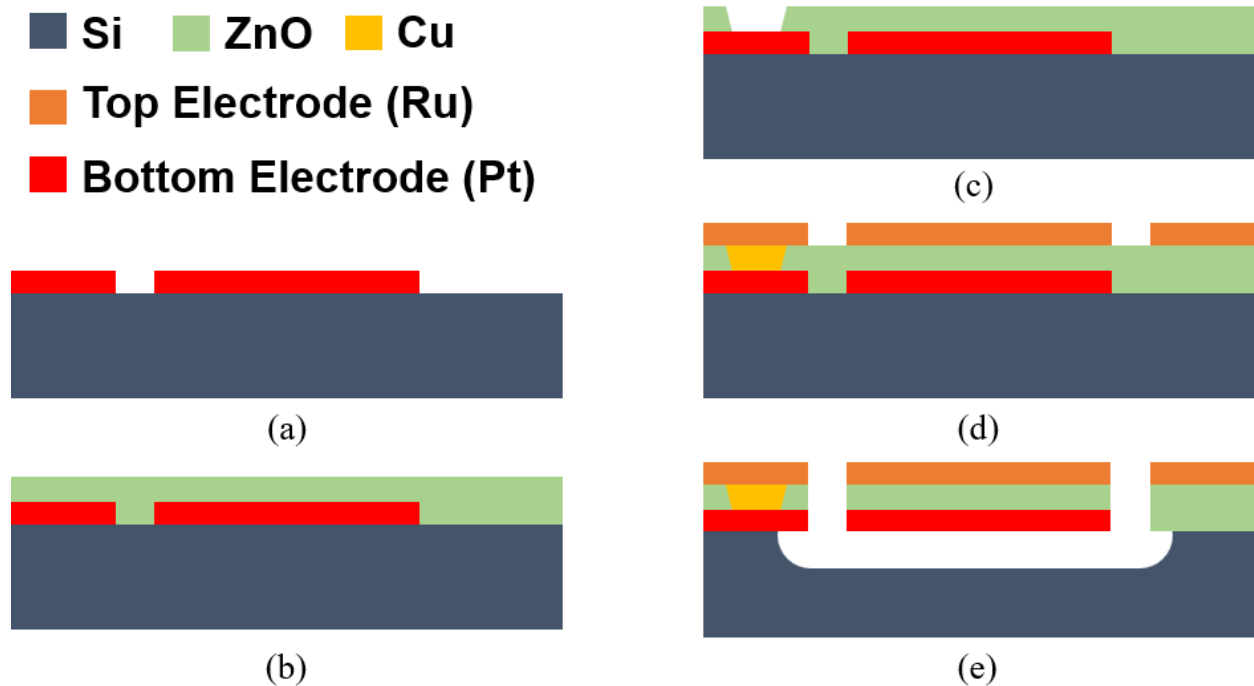 Si ZnO Cu
Top Electrode (Ru)
Bottom Electrode (Pt)
(a)
(b)
(c)
(d)
(e)